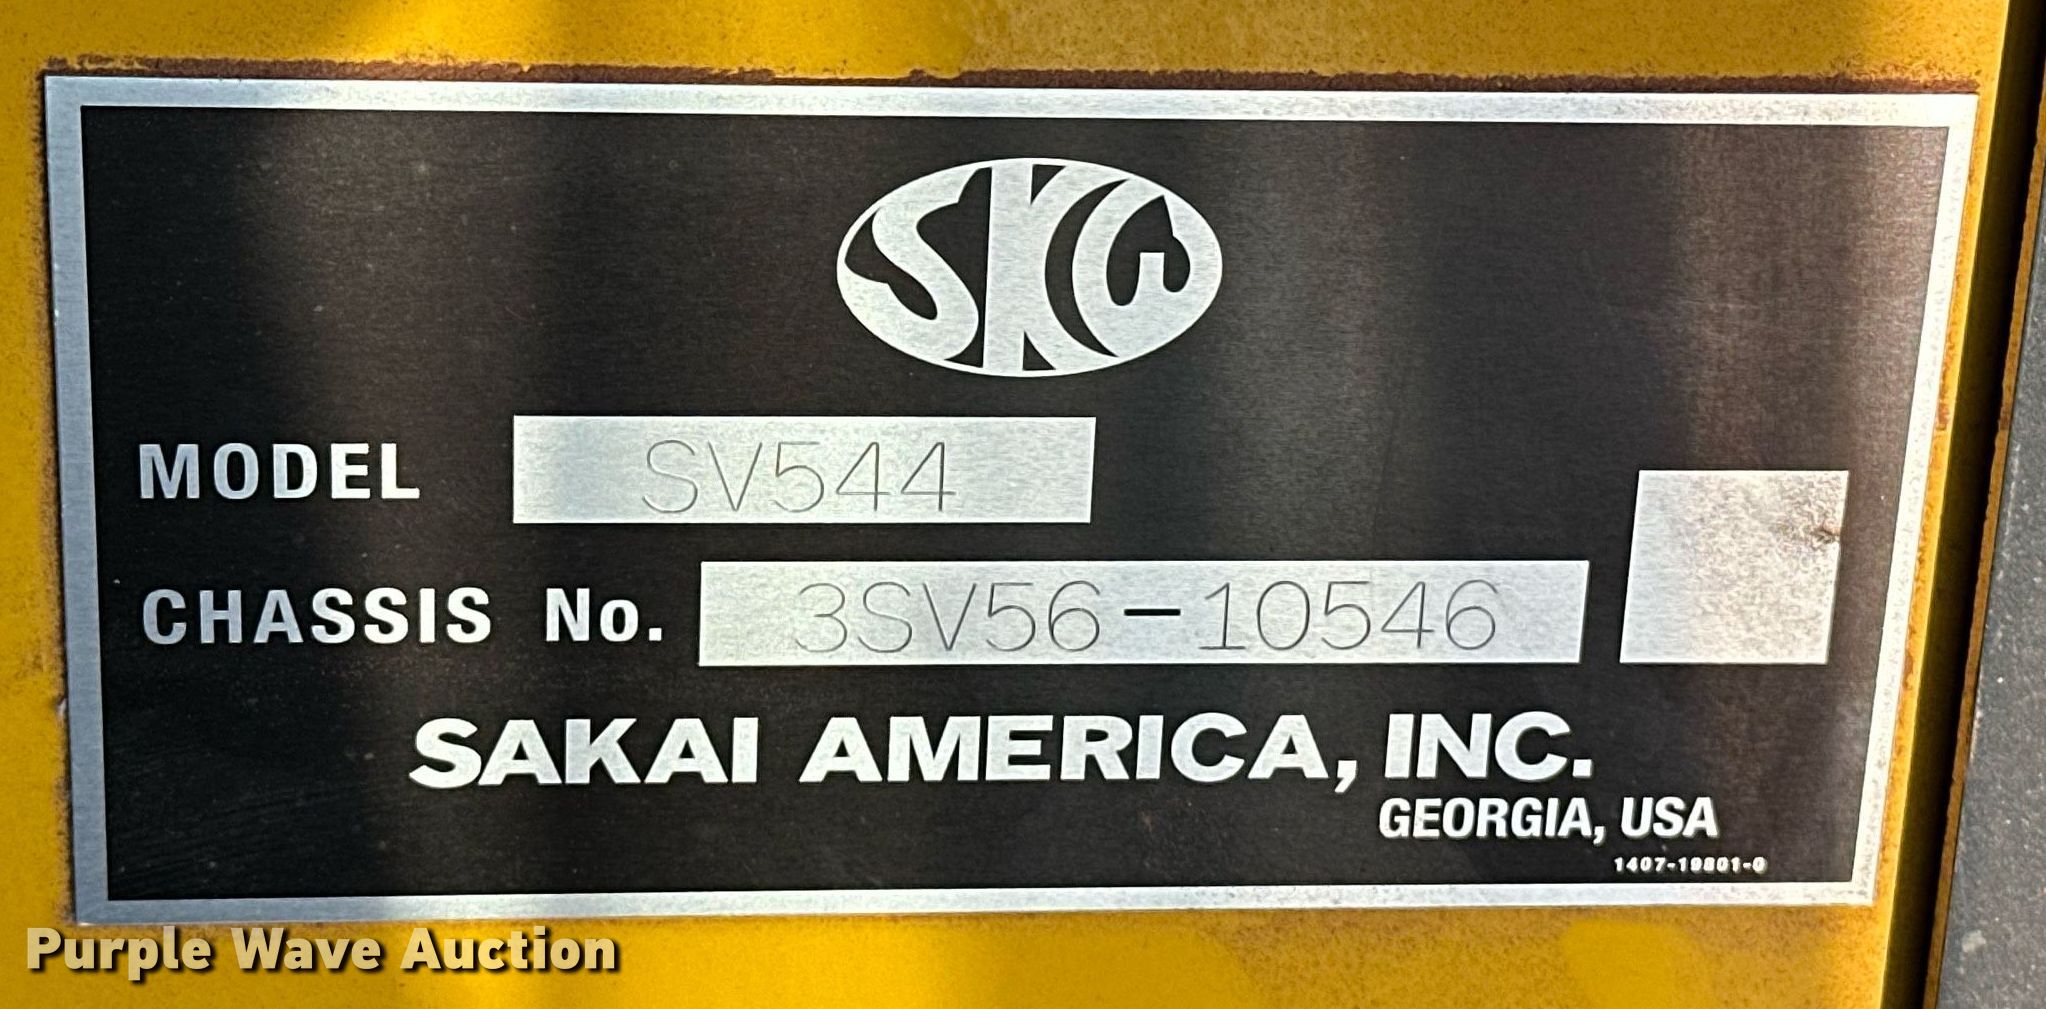 SKW
MODEL SV544
CHASSIS No. 3SV56-10546
SAKAI AMERICA, INC.
GEORGIA, USA
1407-19801-0
Purple Wave Auction